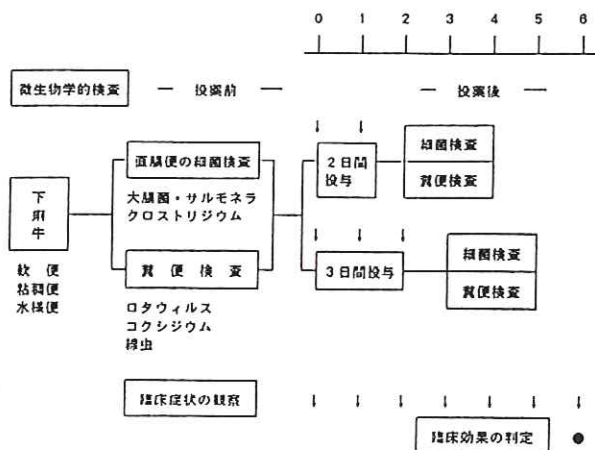 0 1 2 3 4 5 6
微生物学的検査
投薬前
投薬後
直腸便の細菌検査
大腸菌・サルモネラ
クロストリジウム
下
痢
牛
軟便
粘稠便
水様便
糞便検査
ロタウィルス
コクシジウム
線虫
2日間
投与
細菌検査
糞便検査
3日間投与
細菌検査
糞便検査
臨床症状の観察
臨床効果の判定